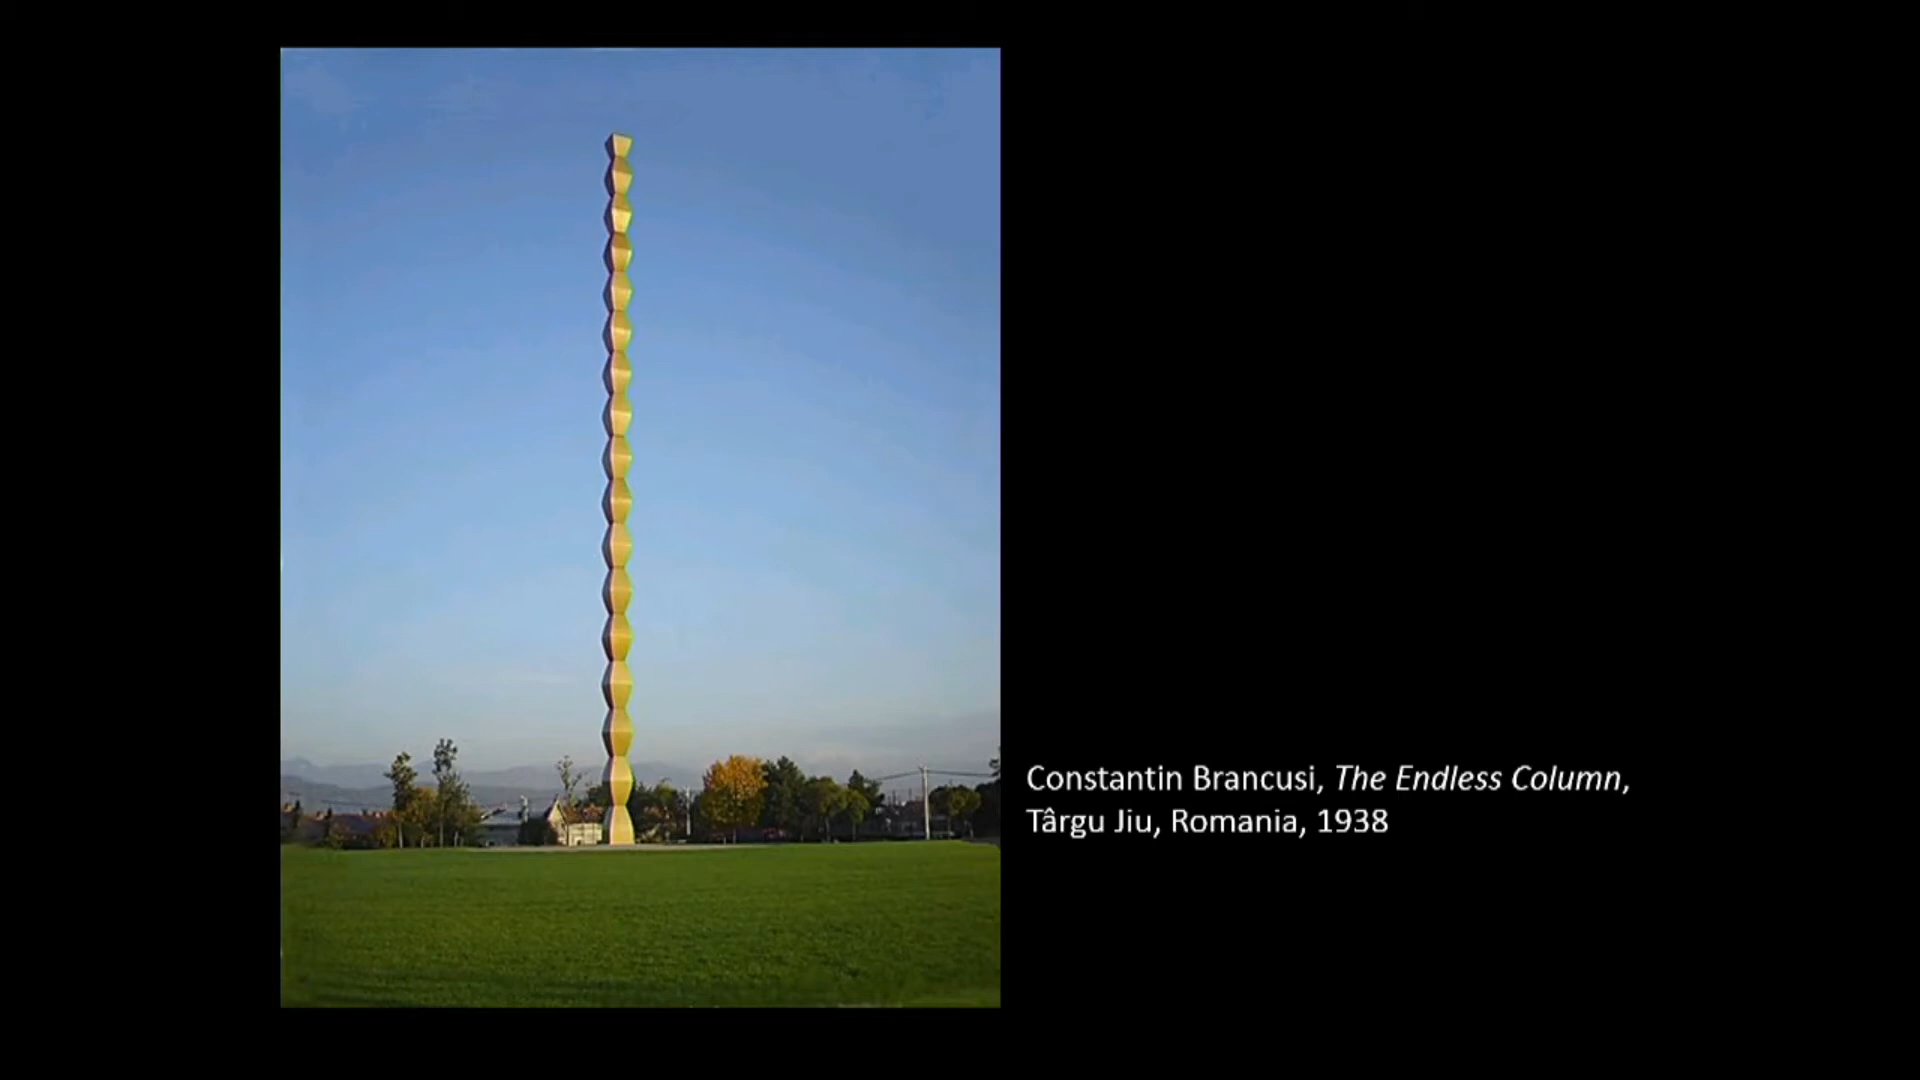 Constantin Brancusi, The Endless Column,
Târgu Jiu, Romania, 1938